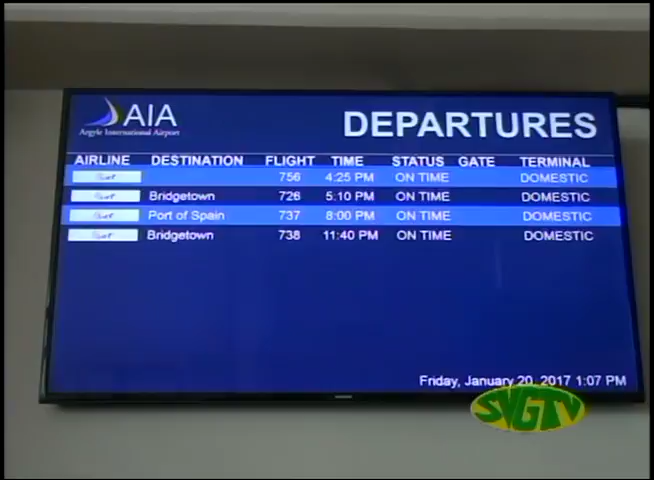 AIA
Argyle International Airport
DEPARTURES
AIRLINE DESTINATION FLIGHT TIME STATUS GATE TERMINAL
756 4:25 PM ON TIME DOMESTIC
Bridgetown 726 5:10 PM ON TIME DOMESTIC
Port of Spain 737 8:00 PM ON TIME DOMESTIC
Bridgetown 738 11:40 PM ON TIME DOMESTIC
Friday, January 20, 2017 1:07 PM
SVGTV